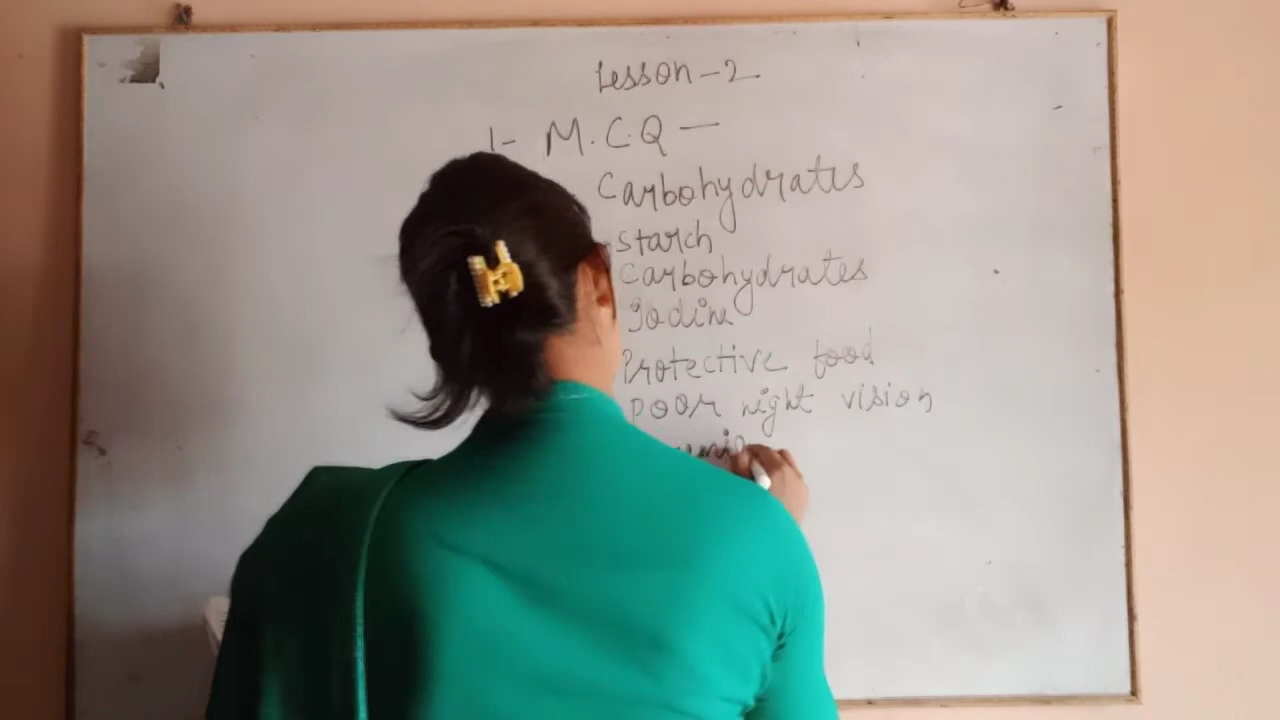 Lesson-2
1- M.C.Q —
Carbohydrates
Starch
Carbohydrates
Iodine
Protective food
Poor night vision